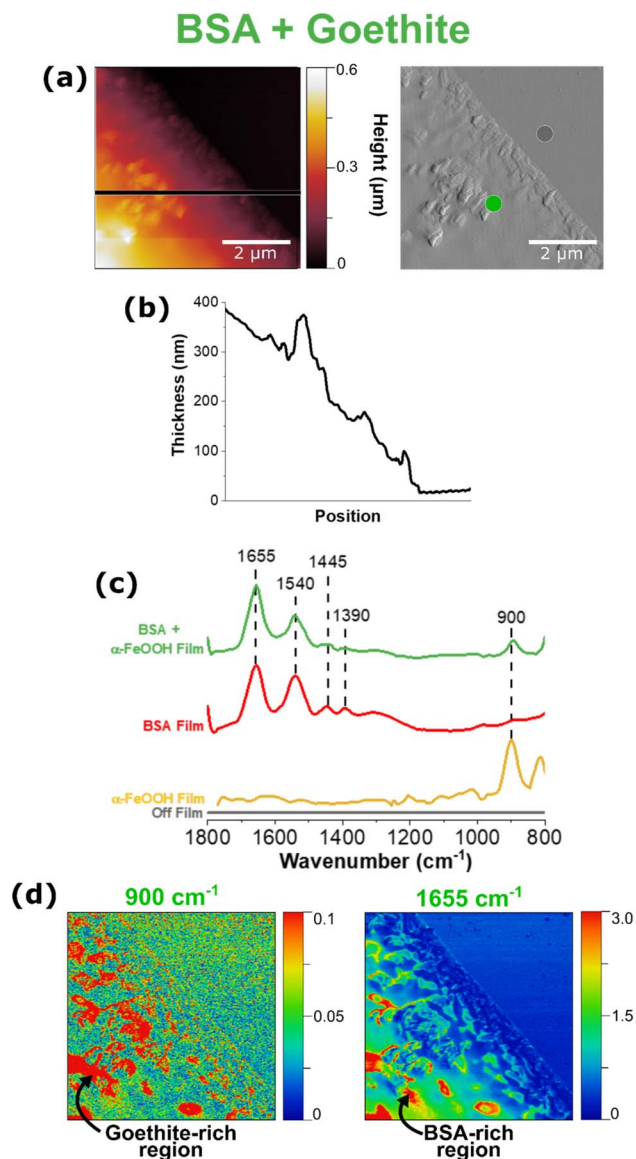 BSA + Goethite
(a)
0.6
0.3
0
Height (µm)
2 µm
2 µm
(b)
400
300
200
100
0
Thickness (nm)
Position
(c)
1655
1540
1445
1390
900
BSA +
α-FeOOH Film
BSA Film
α-FeOOH Film
Off Film
1800 1600 1400 1200 1000 800
Wavenumber (cm⁻¹)
(d)
900 cm⁻¹
0.1
0.05
0
Goethite-rich
region
1655 cm⁻¹
3.0
1.5
0
BSA-rich
region